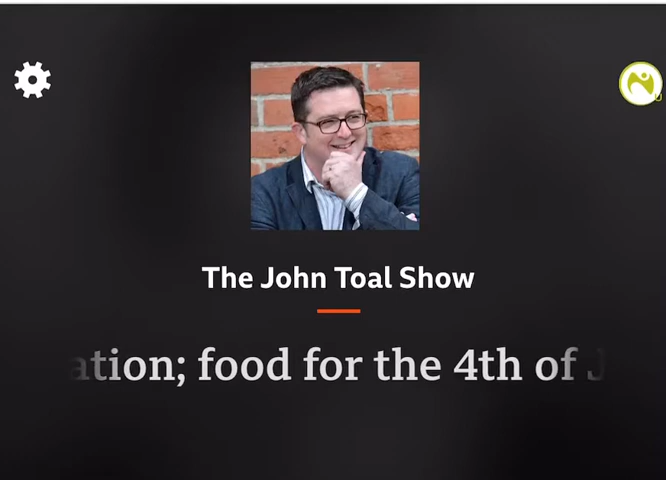 The John Toal Show
ation; food for the 4th of J